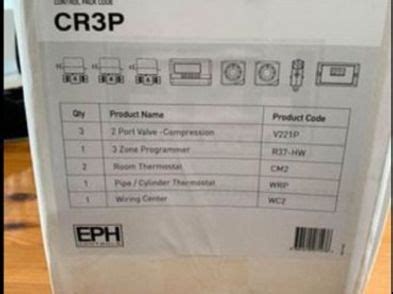 CONTROL PACK CODE
CR3P
Qty Product Name Product Code
3 2 Port Valve -Compression V221P
1 3 Zone Programmer R37-HW
2 Room Thermostat CM2
1 Pipe / Cylinder Thermostat WRP
1 Wiring Center WC2
EPH
CONTROLS